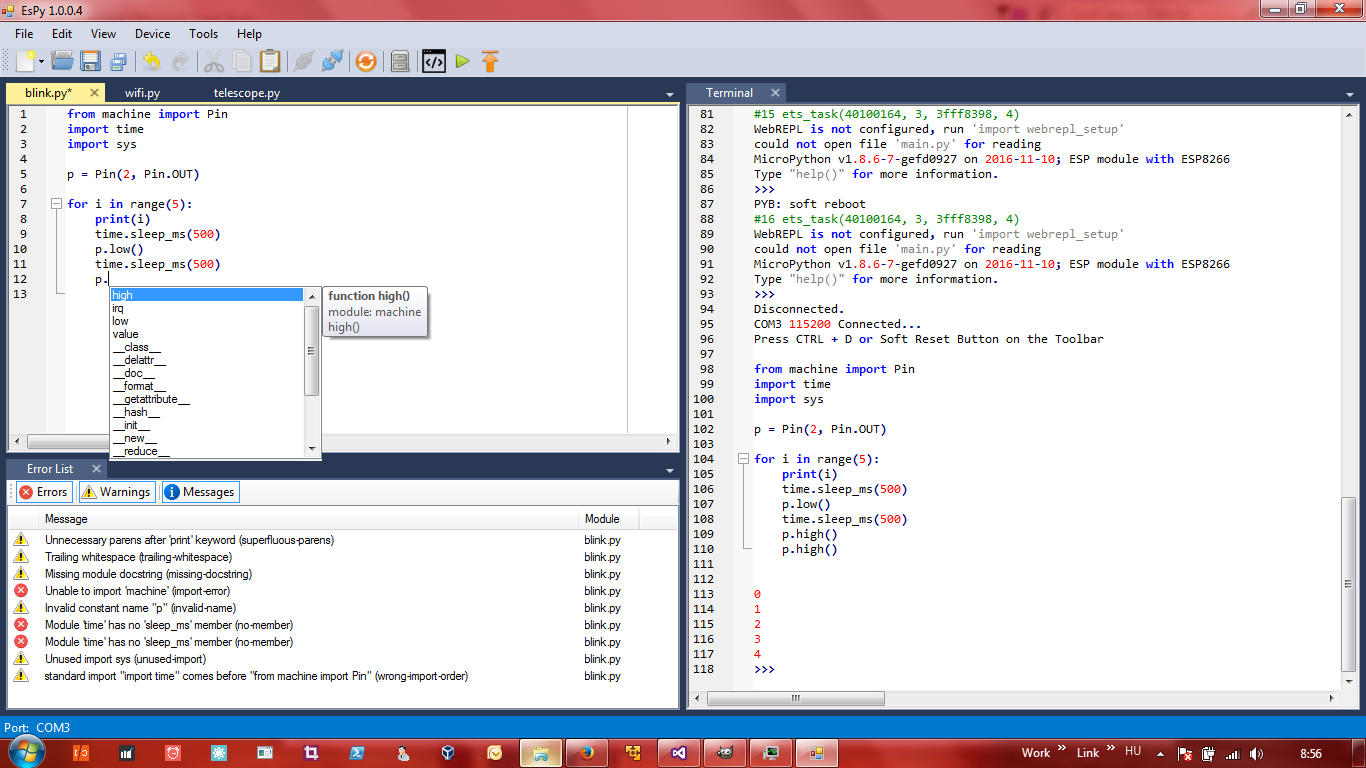 EsPy 1.0.0.4
File Edit View Device Tools Help
blink.py* wifi.py telescope.py
1 from machine import Pin
2 import time
3 import sys
4
5 p = Pin(2, Pin.OUT)
6
7 for i in range(5):
8 print(i)
9 time.sleep_ms(500)
10 p.low()
11 time.sleep_ms(500)
12 p.
13
high
irq
low
value
__class__
__delattr__
__doc__
__format__
__getattribute__
__hash__
__init__
__new__
__reduce__
function high()
module: machine
high()
Error List
Errors Warnings Messages
Message Module
Unnecessary parens after 'print' keyword (superfluous-parens) blink.py
Trailing whitespace (trailing-whitespace) blink.py
Missing module docstring (missing-docstring) blink.py
Unable to import 'machine' (import-error) blink.py
Invalid constant name "p" (invalid-name) blink.py
Module 'time' has no 'sleep_ms' member (no-member) blink.py
Module 'time' has no 'sleep_ms' member (no-member) blink.py
Unused import sys (unused-import) blink.py
standard import "import time" comes before "from machine import Pin" (wrong-import-order) blink.py
Terminal
81 #15 ets_task(40100164, 3, 3fff8398, 4)
82 WebREPL is not configured, run 'import webrepl_setup'
83 could not open file 'main.py' for reading
84 MicroPython v1.8.6-7-gefd0927 on 2016-11-10; ESP module with ESP8266
85 Type "help()" for more information.
86 >>>
87 PYB: soft reboot
88 #16 ets_task(40100164, 3, 3fff8398, 4)
89 WebREPL is not configured, run 'import webrepl_setup'
90 could not open file 'main.py' for reading
91 MicroPython v1.8.6-7-gefd0927 on 2016-11-10; ESP module with ESP8266
92 Type "help()" for more information.
93 >>>
94 Disconnected.
95 COM3 115200 Connected...
96 Press CTRL + D or Soft Reset Button on the Toolbar
97
98 from machine import Pin
99 import time
100 import sys
101
102 p = Pin(2, Pin.OUT)
103
104 for i in range(5):
105 print(i)
106 time.sleep_ms(500)
107 p.low()
108 time.sleep_ms(500)
109 p.high()
110 p.high()
111
112
113 0
114 1
115 2
116 3
117 4
118 >>>
Port: COM3
Work » Link » HU 8:56